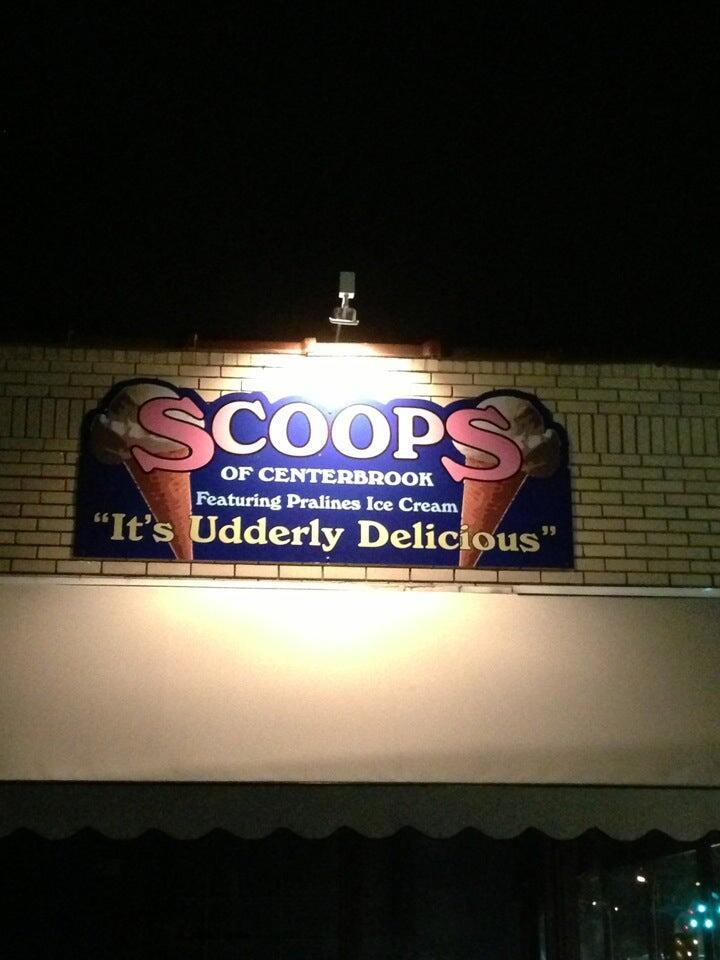 SCOOPS
OF CENTERBROOK
Featuring Pralines Ice Cream
"It's Udderly Delicious"